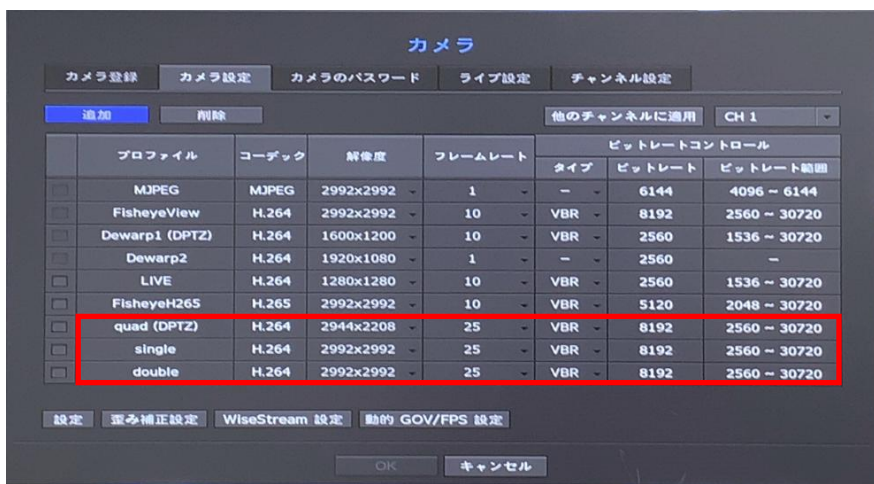 カメラ
カメラ登録 カメラ設定 カメラのパスワード ライブ設定 チャンネル設定
追加 削除 他のチャンネルに適用 CH 1
プロファイル コーデック 解像度 フレームレート ビットレートコントロール
タイプ ビットレート ビットレート範囲
MJPEG MJPEG 2992x2992 1 - 6144 4096 ~ 6144
FisheyeView H.264 2992x2992 10 VBR 8192 2560 ~ 30720
Dewarp1 (DPTZ) H.264 1600x1200 10 VBR 2560 1536 ~ 30720
Dewarp2 H.264 1920x1080 1 - 2560 -
LIVE H.264 1280x1280 10 VBR 2560 1536 ~ 30720
FisheyeH265 H.265 2992x2992 10 VBR 5120 2048 ~ 30720
quad (DPTZ) H.264 2944x2208 25 VBR 8192 2560 ~ 30720
single H.264 2992x2992 25 VBR 8192 2560 ~ 30720
double H.264 2992x2992 25 VBR 8192 2560 ~ 30720
設定 歪み補正設定 WiseStream 設定 動的 GOV/FPS 設定
OK キャンセル